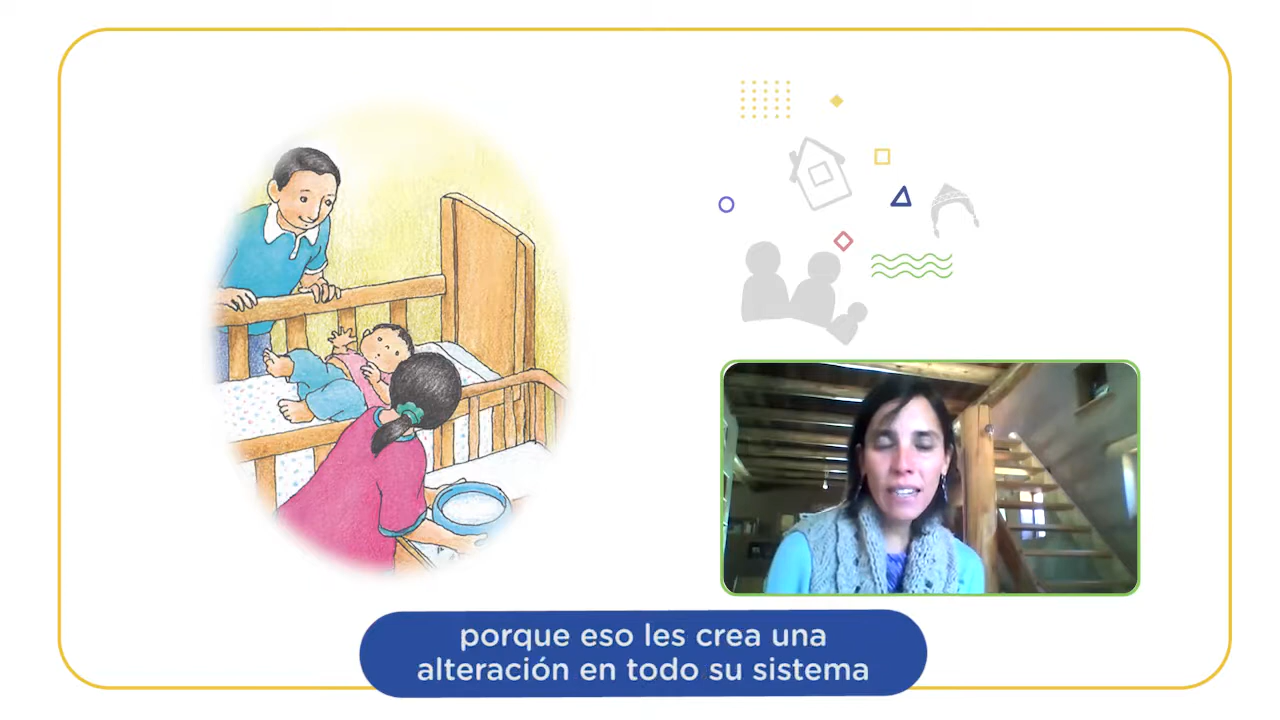 porque eso les crea una
alteración en todo su sistema